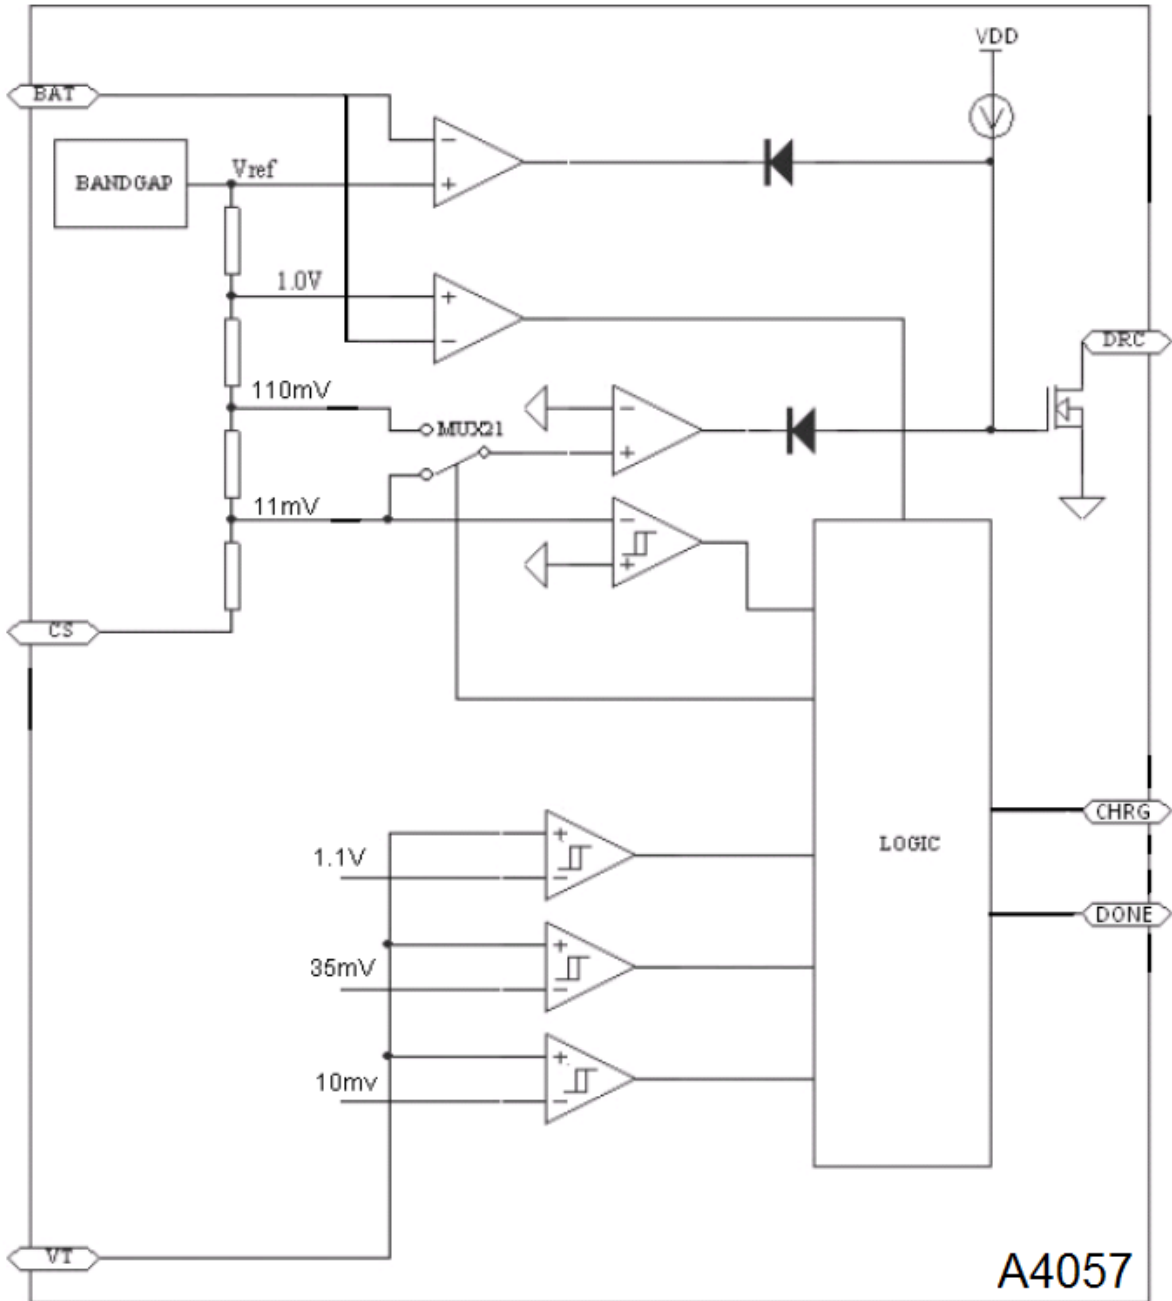 VDD
BAT
Vref
BANDGAP
1.0V
DRC
110mV
MUX21
11mV
CS
CHRG
1.1V
LOGIC
DONE
35mV
10mv
VT
A4057